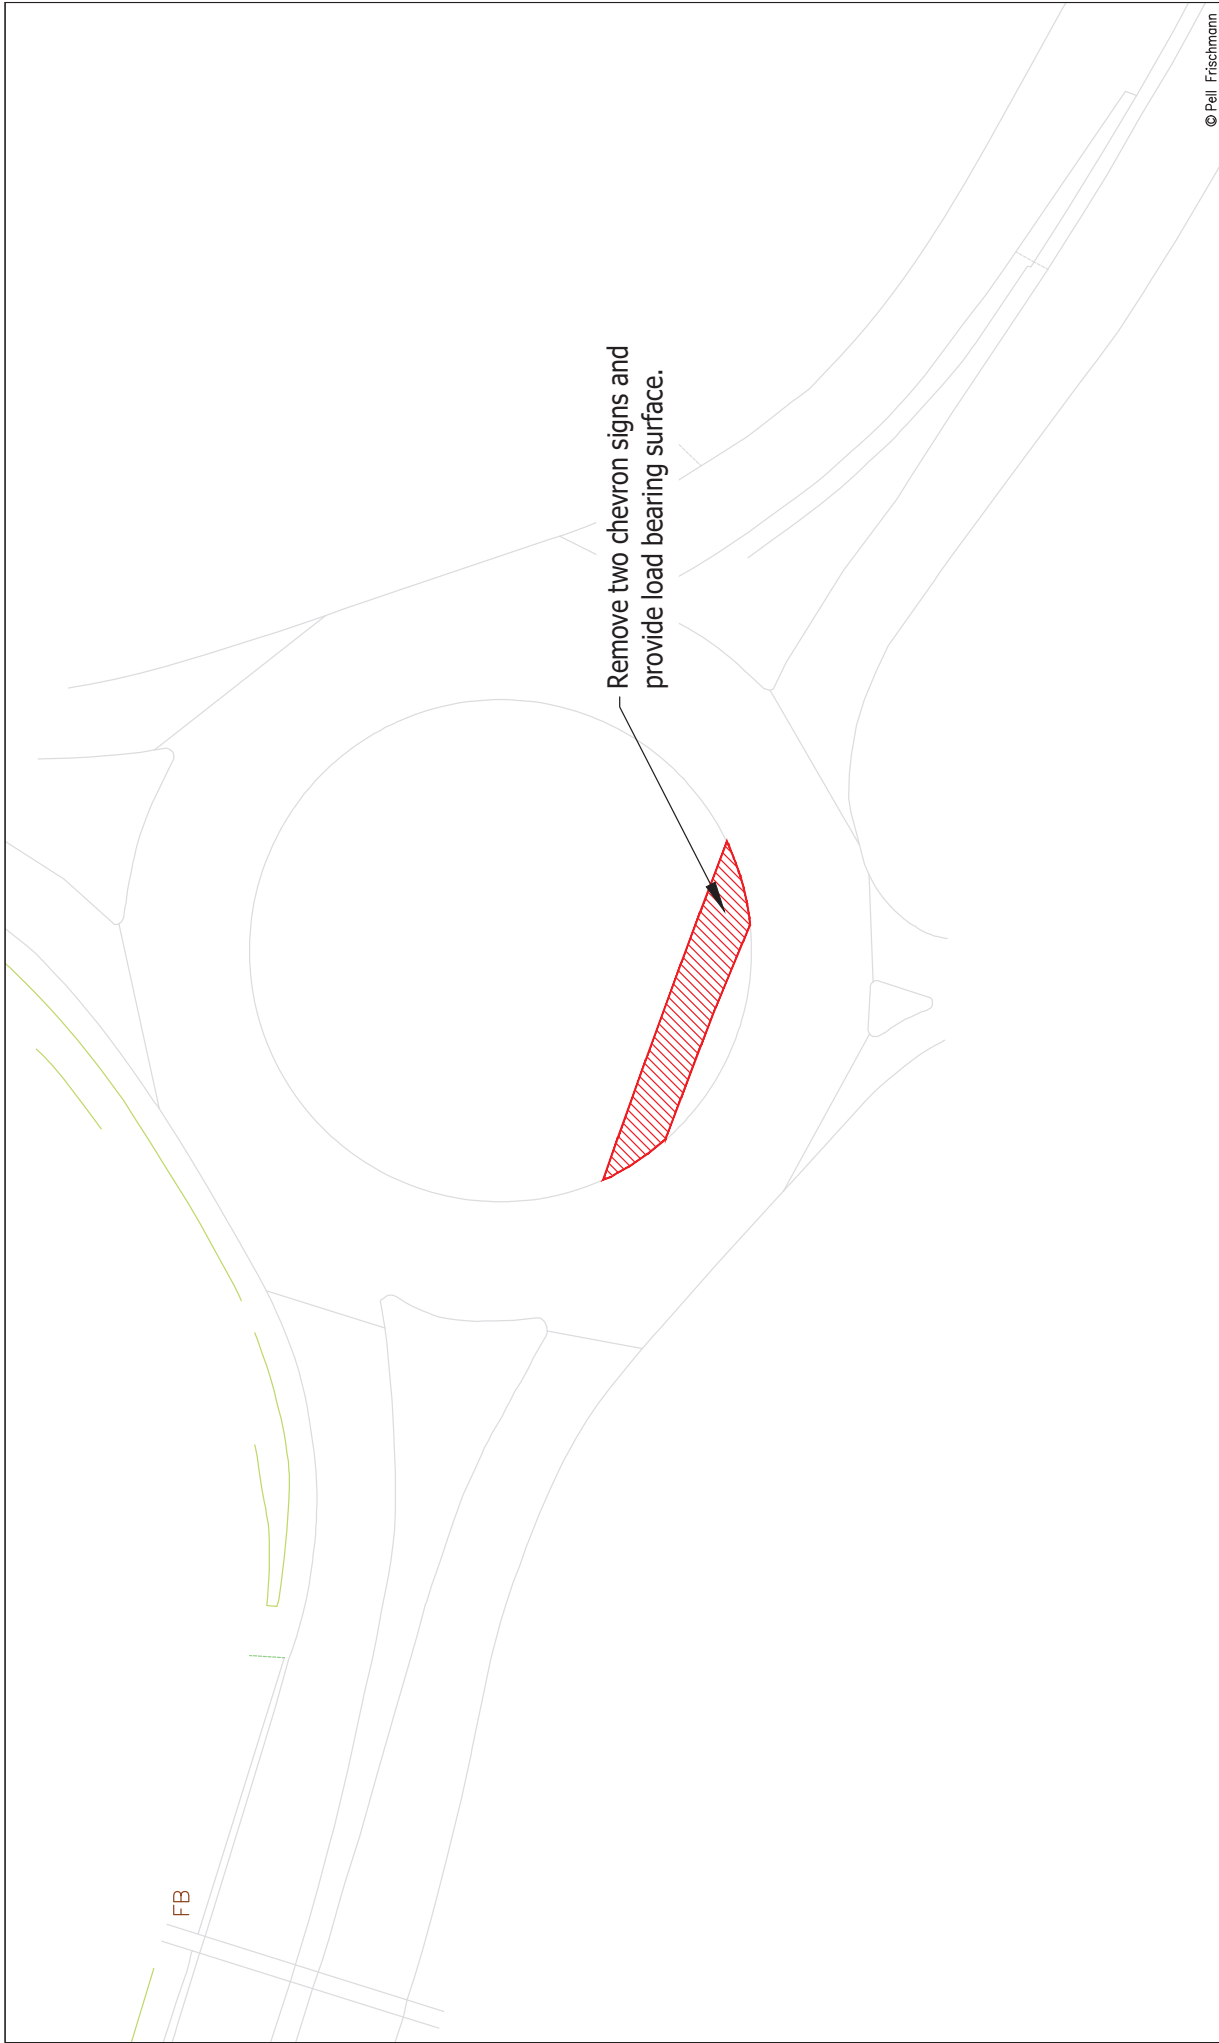 © Pell Frischmann
Remove two chevron signs and
provide load bearing surface.
FB